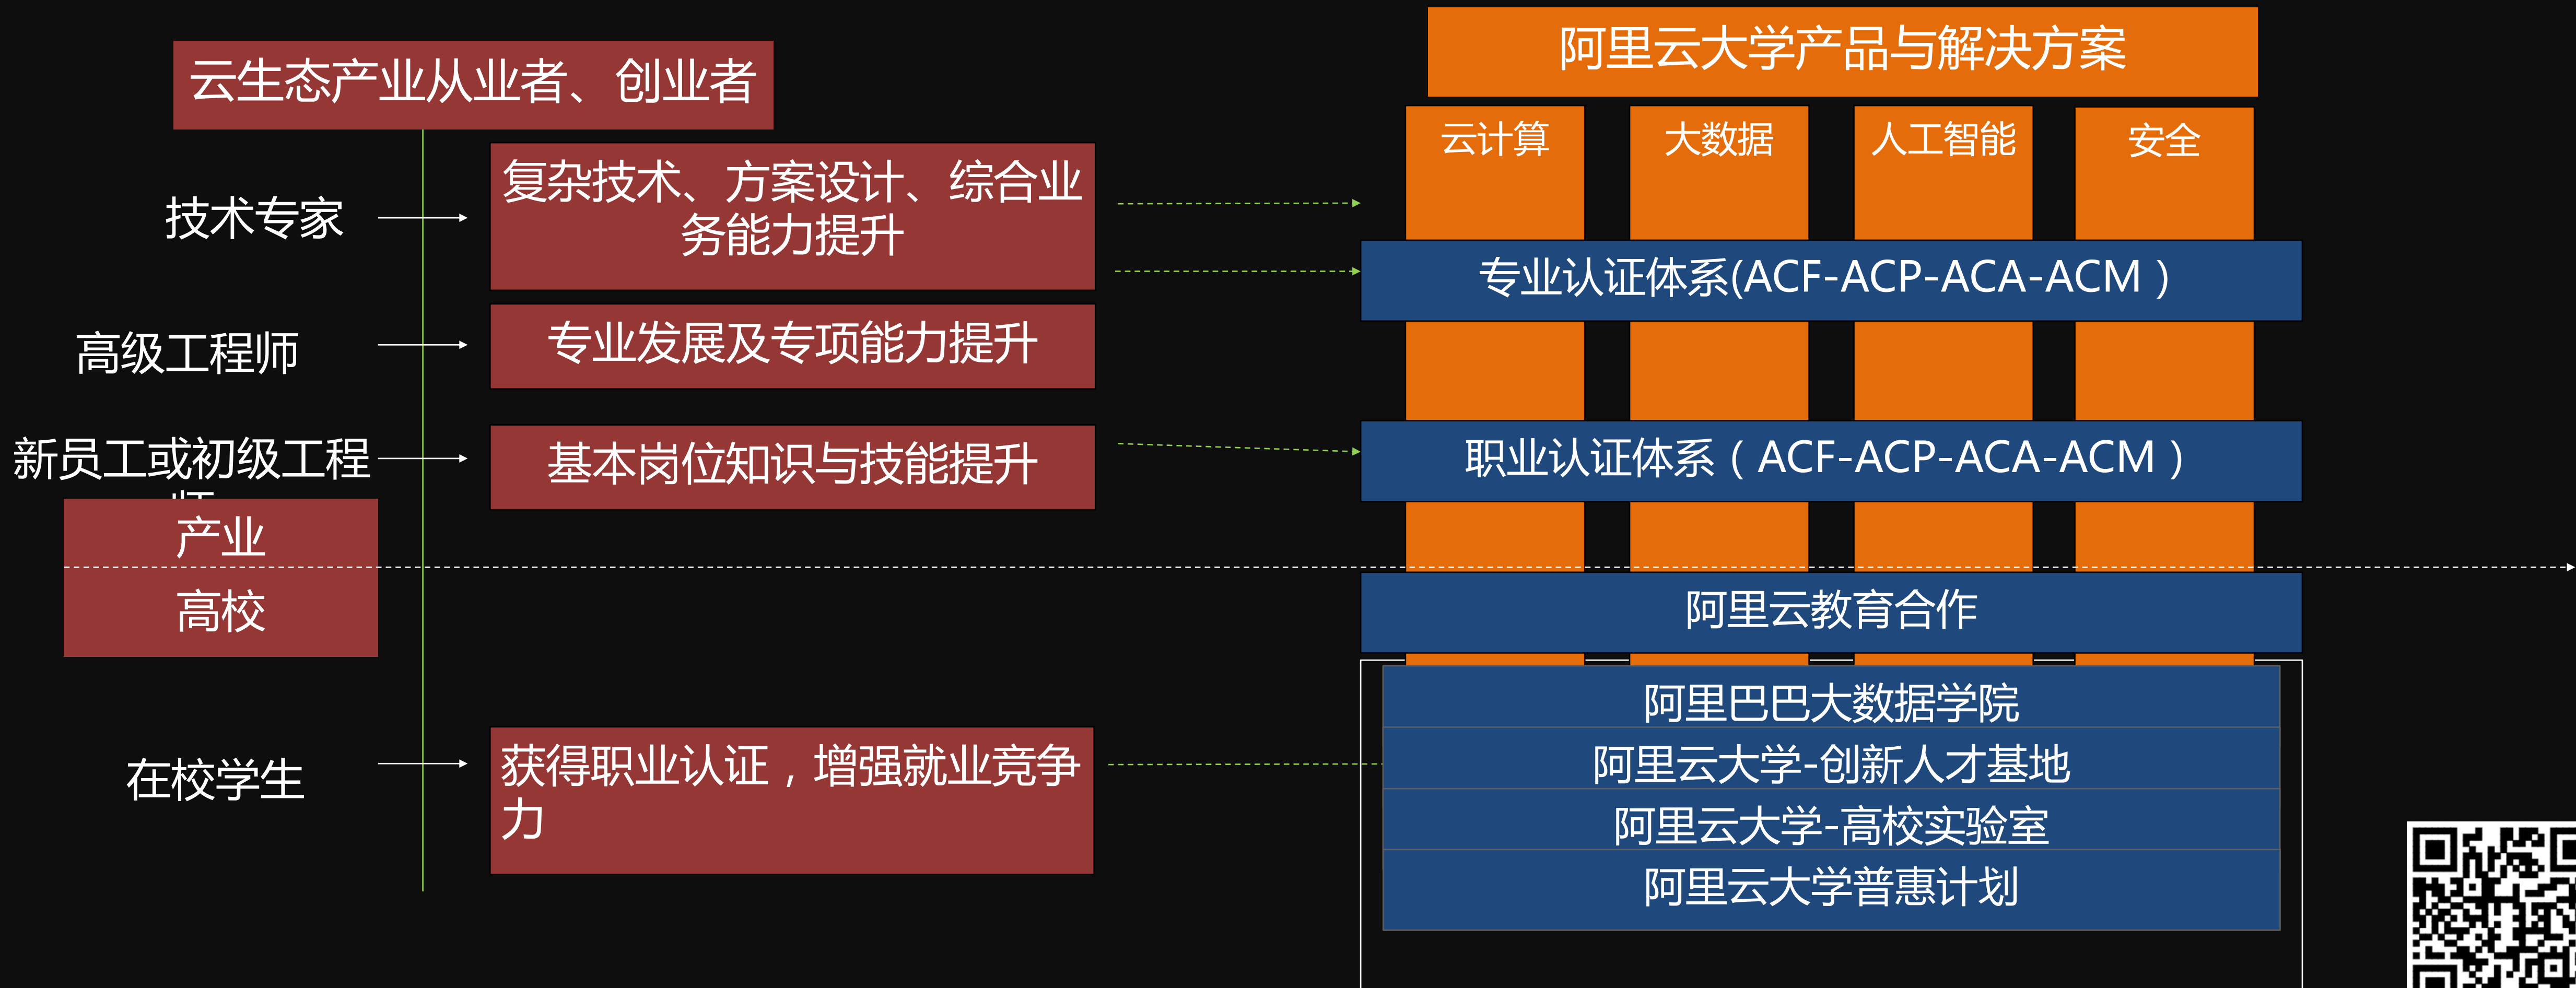 云生态产业从业者、创业者
技术专家
复杂技术、方案设计、综合业
务能力提升
高级工程师
专业发展及专项能力提升
新员工或初级工程
基本岗位知识与技能提升
产业
高校
在校学生
获得职业认证，增强就业竞争
力
阿里云大学产品与解决方案
云计算
大数据
人工智能
安全
专业认证体系(ACF-ACP-ACA-ACM）
职业认证体系（ACF-ACP-ACA-ACM）
阿里云教育合作
阿里巴巴大数据学院
阿里云大学-创新人才基地
阿里云大学-高校实验室
阿里云大学普惠计划